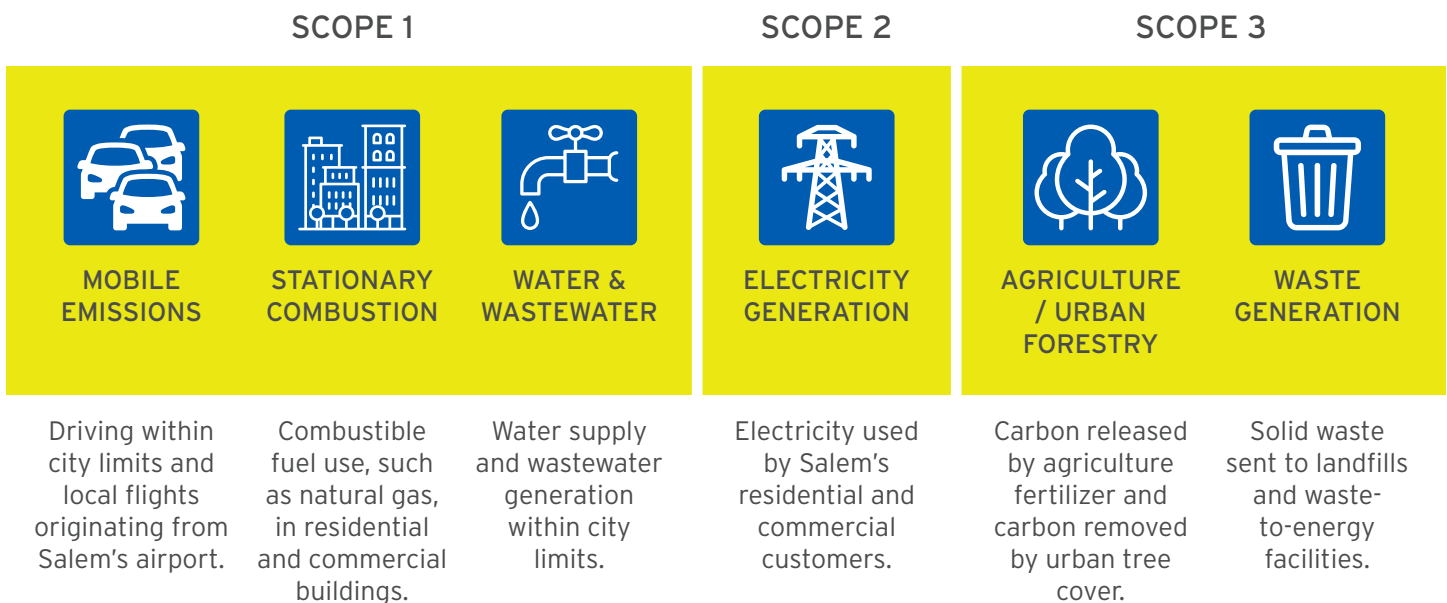 SCOPE 1
SCOPE 2
SCOPE 3
MOBILE
EMISSIONS
STATIONARY
COMBUSTION
WATER &
WASTEWATER
ELECTRICITY
GENERATION
AGRICULTURE
/ URBAN
FORESTRY
WASTE
GENERATION
Driving within
city limits and
local flights
originating from
Salem's airport.
Combustible
fuel use, such
as natural gas,
in residential
and commercial
buildings.
Water supply
and wastewater
generation
within city
limits.
Electricity used
by Salem's
residential and
commercial
customers.
Carbon released
by agriculture
fertilizer and
carbon removed
by urban tree
cover.
Solid waste
sent to landfills
and waste-
to-energy
facilities.